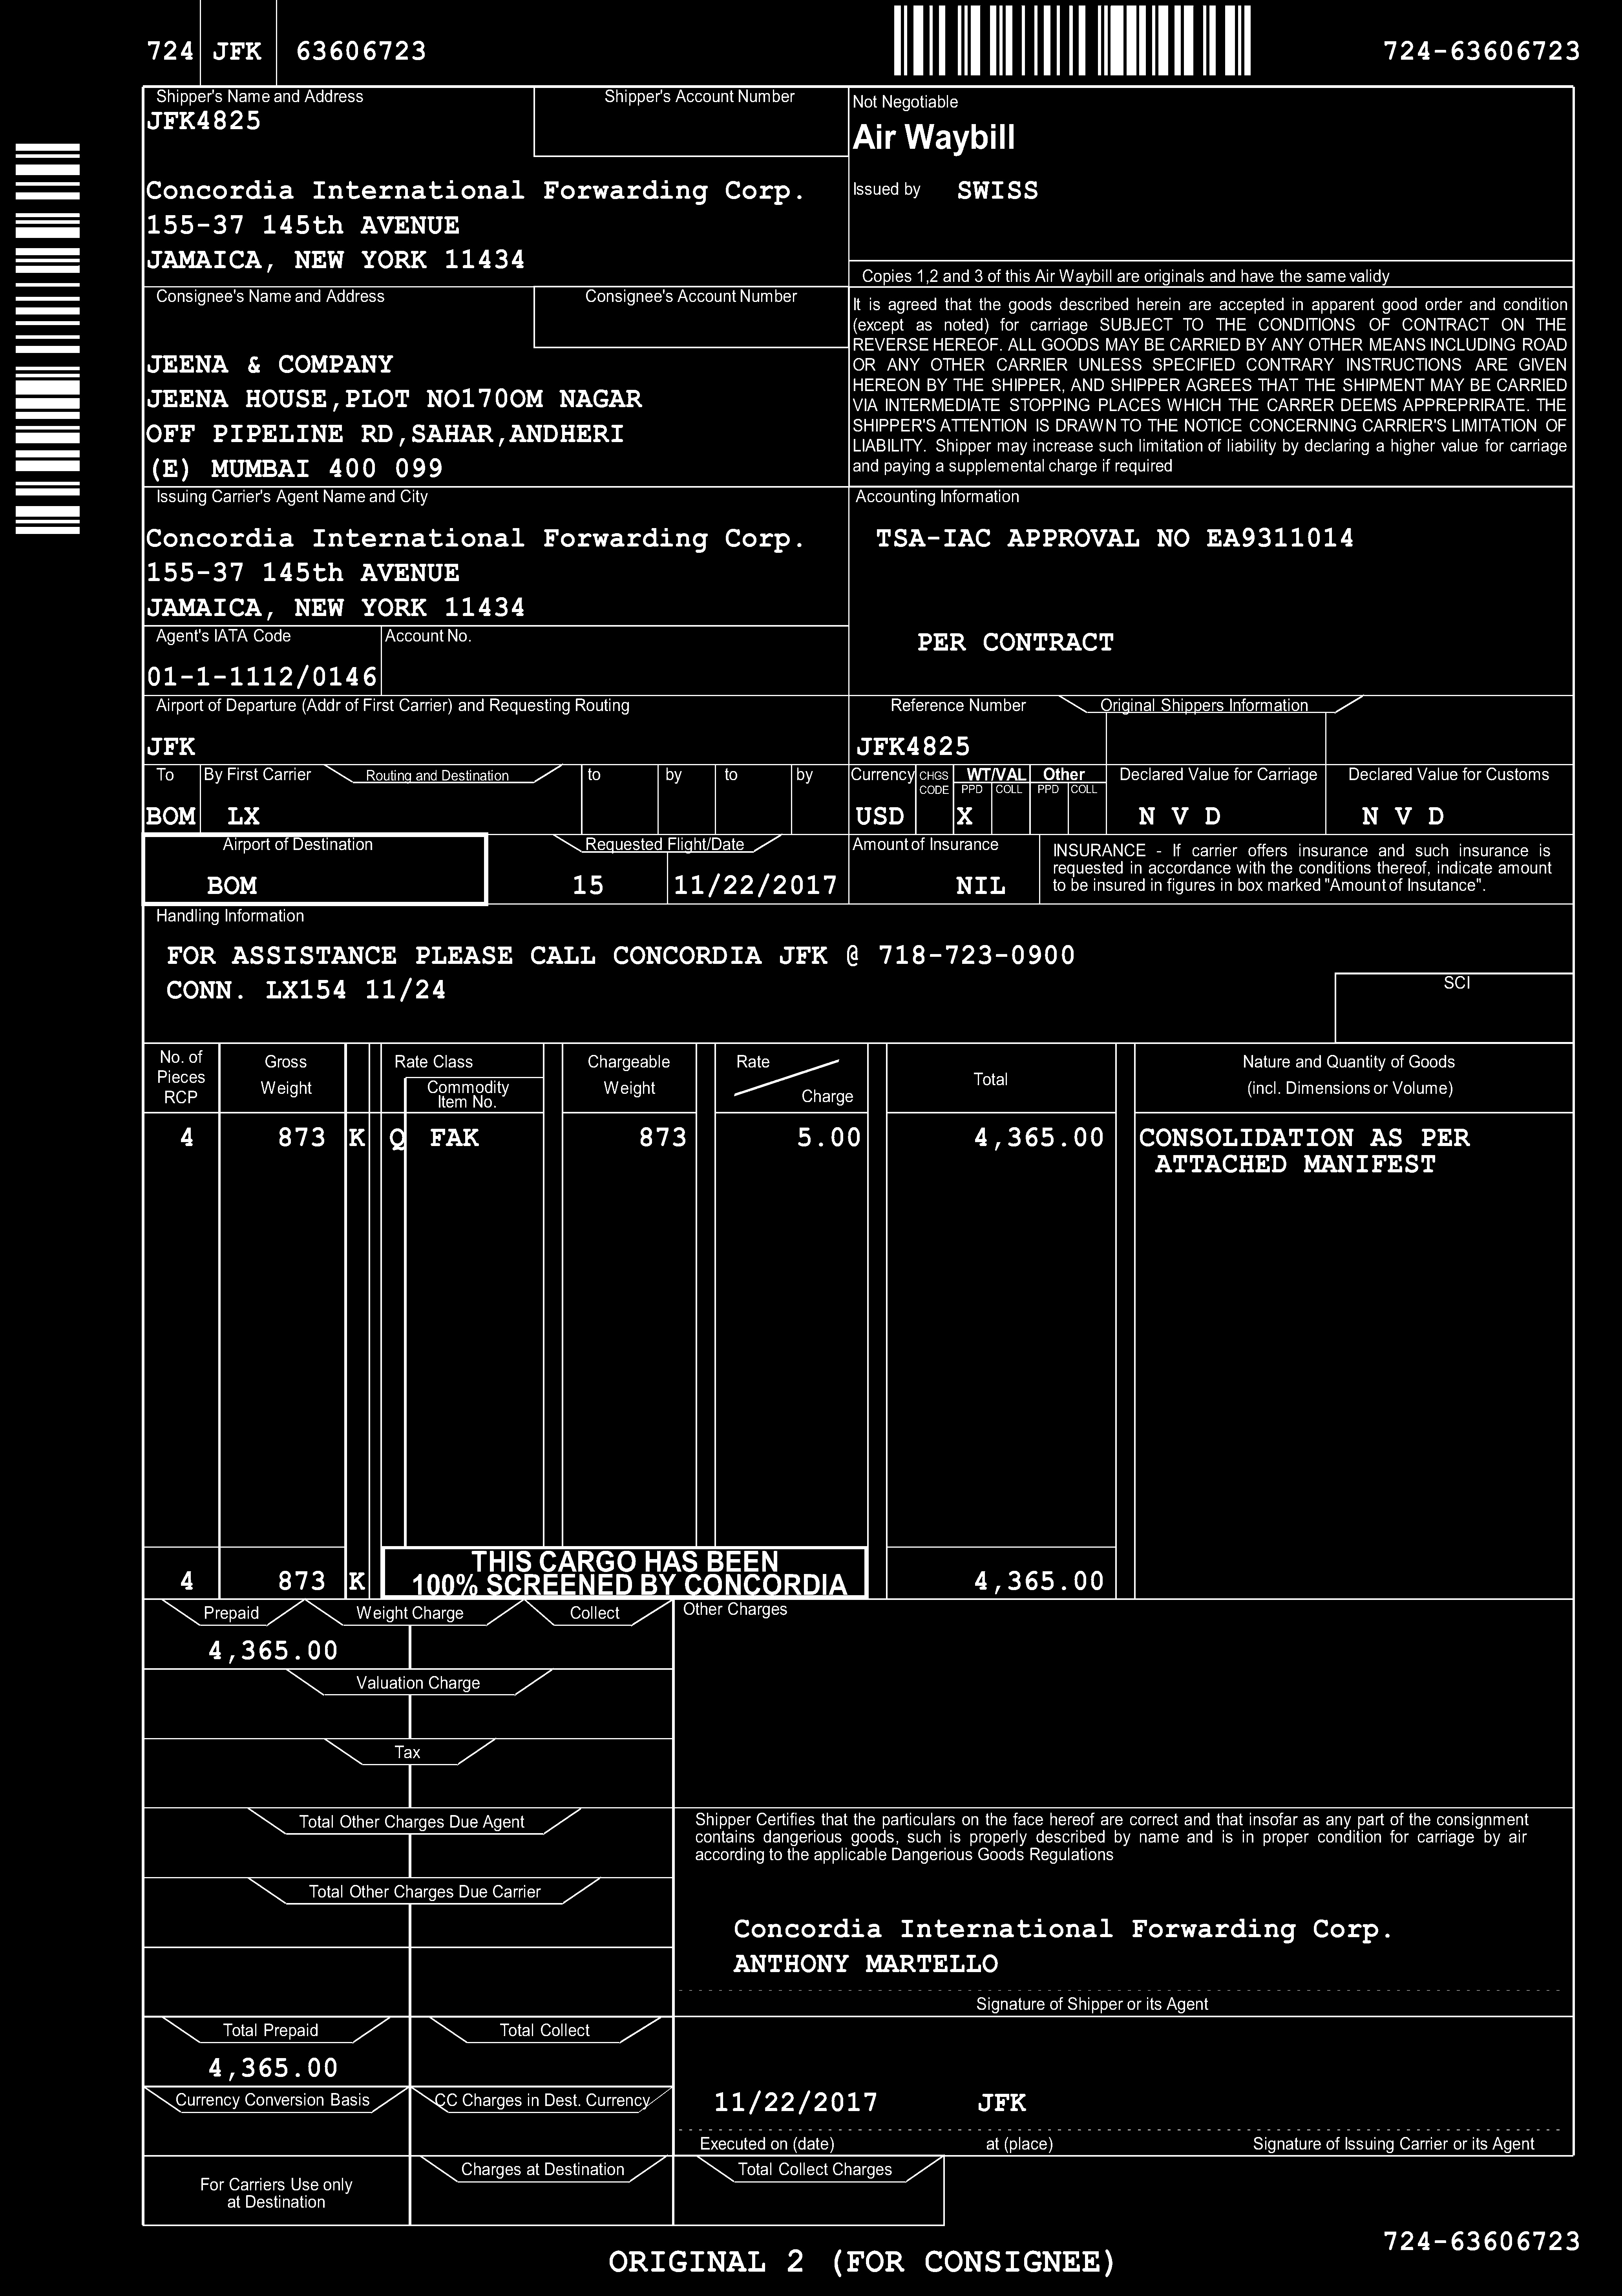 724 JFK 63606723
724-63606723
Shipper's Name and Address
Shipper's Account Number
JFK4825
Concordia International Forwarding Corp.
155-37 145th AVENUE
JAMAICA, NEW YORK 11434
Not Negotiable
Air Waybill
Issued by SWISS
Copies 1,2 and 3 of this Air Waybill are originals and have the same validy
Consignee's Name and Address
Consignee's Account Number
JEENA & COMPANY
JEENA HOUSE,PLOT NO170OM NAGAR
OFF PIPELINE RD,SAHAR,ANDHERI
(E) MUMBAI 400 099
It is agreed that the goods described herein are accepted in apparent good order and condition
(except as noted) for carriage SUBJECT TO THE CONDITIONS OF CONTRACT ON THE
REVERSE HEREOF. ALL GOODS MAY BE CARRIED BY ANY OTHER MEANS INCLUDING ROAD
OR ANY OTHER CARRIER UNLESS SPECIFIED CONTRARY INSTRUCTIONS ARE GIVEN
HEREON BY THE SHIPPER, AND SHIPPER AGREES THAT THE SHIPMENT MAY BE CARRIED
VIA INTERMEDIATE STOPPING PLACES WHICH THE CARRER DEEMS APPREPRIRATE. THE
SHIPPER'S ATTENTION IS DRAWN TO THE NOTICE CONCERNING CARRIER'S LIMITATION OF
LIABILITY. Shipper may increase such limitation of liability by declaring a higher value for carriage
and paying a supplemental charge if required
Issuing Carrier's Agent Name and City
Concordia International Forwarding Corp.
155-37 145th AVENUE
JAMAICA, NEW YORK 11434
Accounting Information
TSA-IAC APPROVAL NO EA9311014
PER CONTRACT
Agent's IATA Code
Account No.
01-1-1112/0146
Airport of Departure (Addr of First Carrier) and Requesting Routing
JFK
Reference Number
Original Shippers Information
JFK4825
To By First Carrier Routing and Destination to by to by
BOM LX
Currency CHGS CODE WT/VAL Other Declared Value for Carriage Declared Value for Customs
PPD COLL PPD COLL
USD X N V D N V D
Airport of Destination
Requested Flight/Date
BOM 15 11/22/2017
Amount of Insurance
NIL
INSURANCE - If carrier offers insurance and such insurance is
requested in accordance with the conditions thereof, indicate amount
to be insured in figures in box marked "Amount of Insutance".
Handling Information
FOR ASSISTANCE PLEASE CALL CONCORDIA JFK @ 718-723-0900
CONN. LX154 11/24
SCI
No. of
Pieces
RCP
Gross
Weight
Rate Class
Commodity
Item No.
Chargeable
Weight
Rate
Charge
Total
Nature and Quantity of Goods
(incl. Dimensions or Volume)
4 873 K Q FAK 873 5.00 4,365.00 CONSOLIDATION AS PER
ATTACHED MANIFEST
THIS CARGO HAS BEEN
100% SCREENED BY CONCORDIA
4 873 K 4,365.00
Prepaid Weight Charge Collect
4,365.00
Other Charges
Valuation Charge
Tax
Total Other Charges Due Agent
Shipper Certifies that the particulars on the face hereof are correct and that insofar as any part of the consignment
contains dangerous goods, such is properly described by name and is in proper condition for carriage by air
according to the applicable Dangerous Goods Regulations
Total Other Charges Due Carrier
Concordia International Forwarding Corp.
ANTHONY MARTELLO
Signature of Shipper or its Agent
Total Prepaid Total Collect
4,365.00
Currency Conversion Basis CC Charges in Dest. Currency
11/22/2017 JFK
Executed on (date) at (place) Signature of Issuing Carrier or its Agent
For Carriers Use only
at Destination
Charges at Destination Total Collect Charges
724-63606723
ORIGINAL 2 (FOR CONSIGNEE)